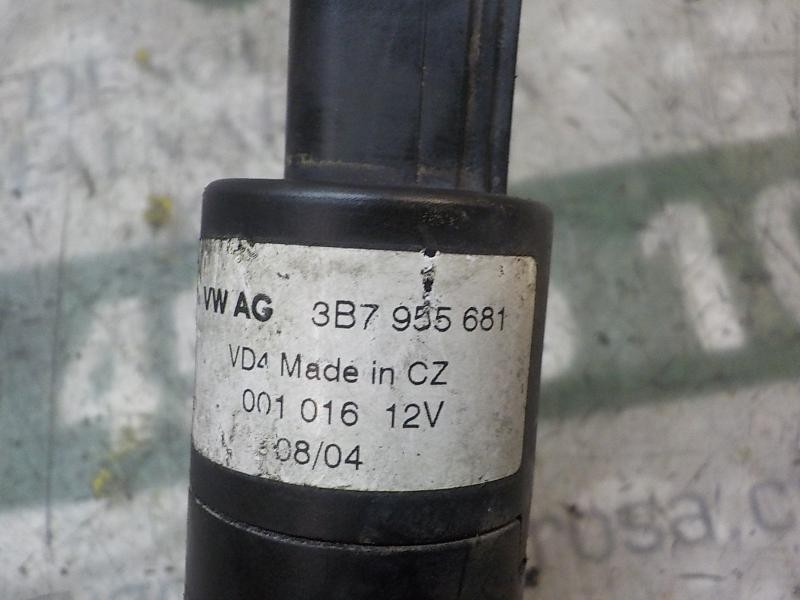 VW AG 3B7 955 681
VD4 Made in CZ
001 016 12V
08/04